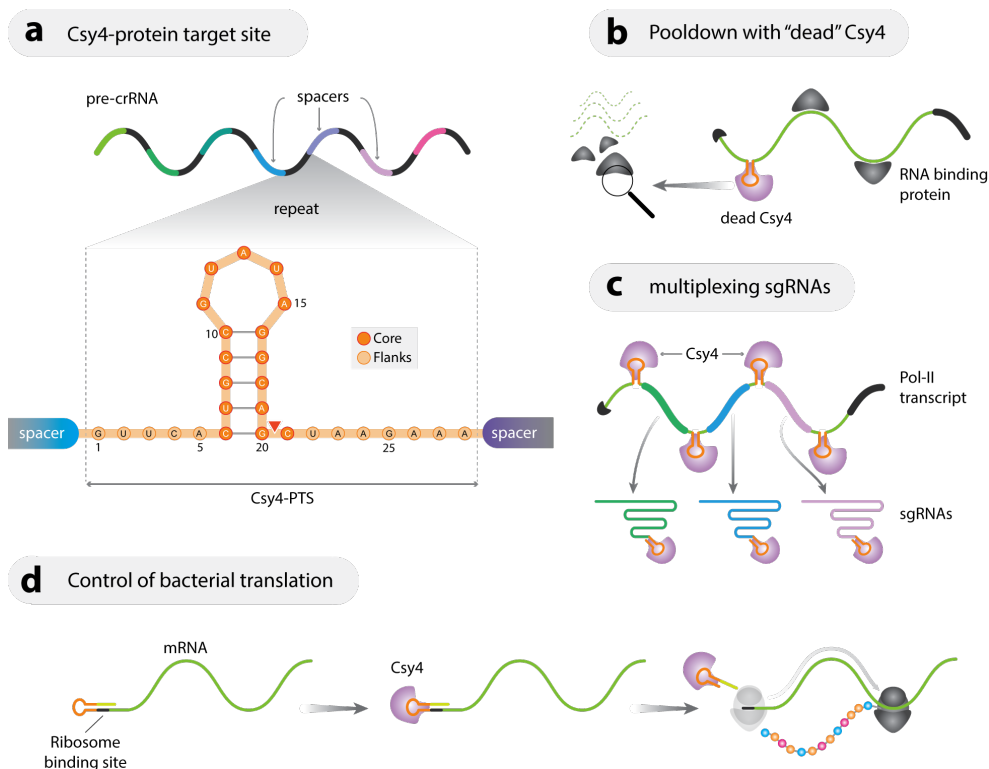 a Csy4-protein target site
pre-crRNA
spacers
repeat
A
U U
G A 15
10 C G
C G
G C
U A
spacer G U U C A C G C U A A G A A A spacer
1 5 20 25
Core
Flanks
Csy4-PTS
b Pooldown with “dead” Csy4
RNA binding
protein
dead Csy4
c multiplexing sgRNAs
Csy4
Pol-II
transcript
sgRNAs
d Control of bacterial translation
mRNA
Ribosome
binding site
Csy4